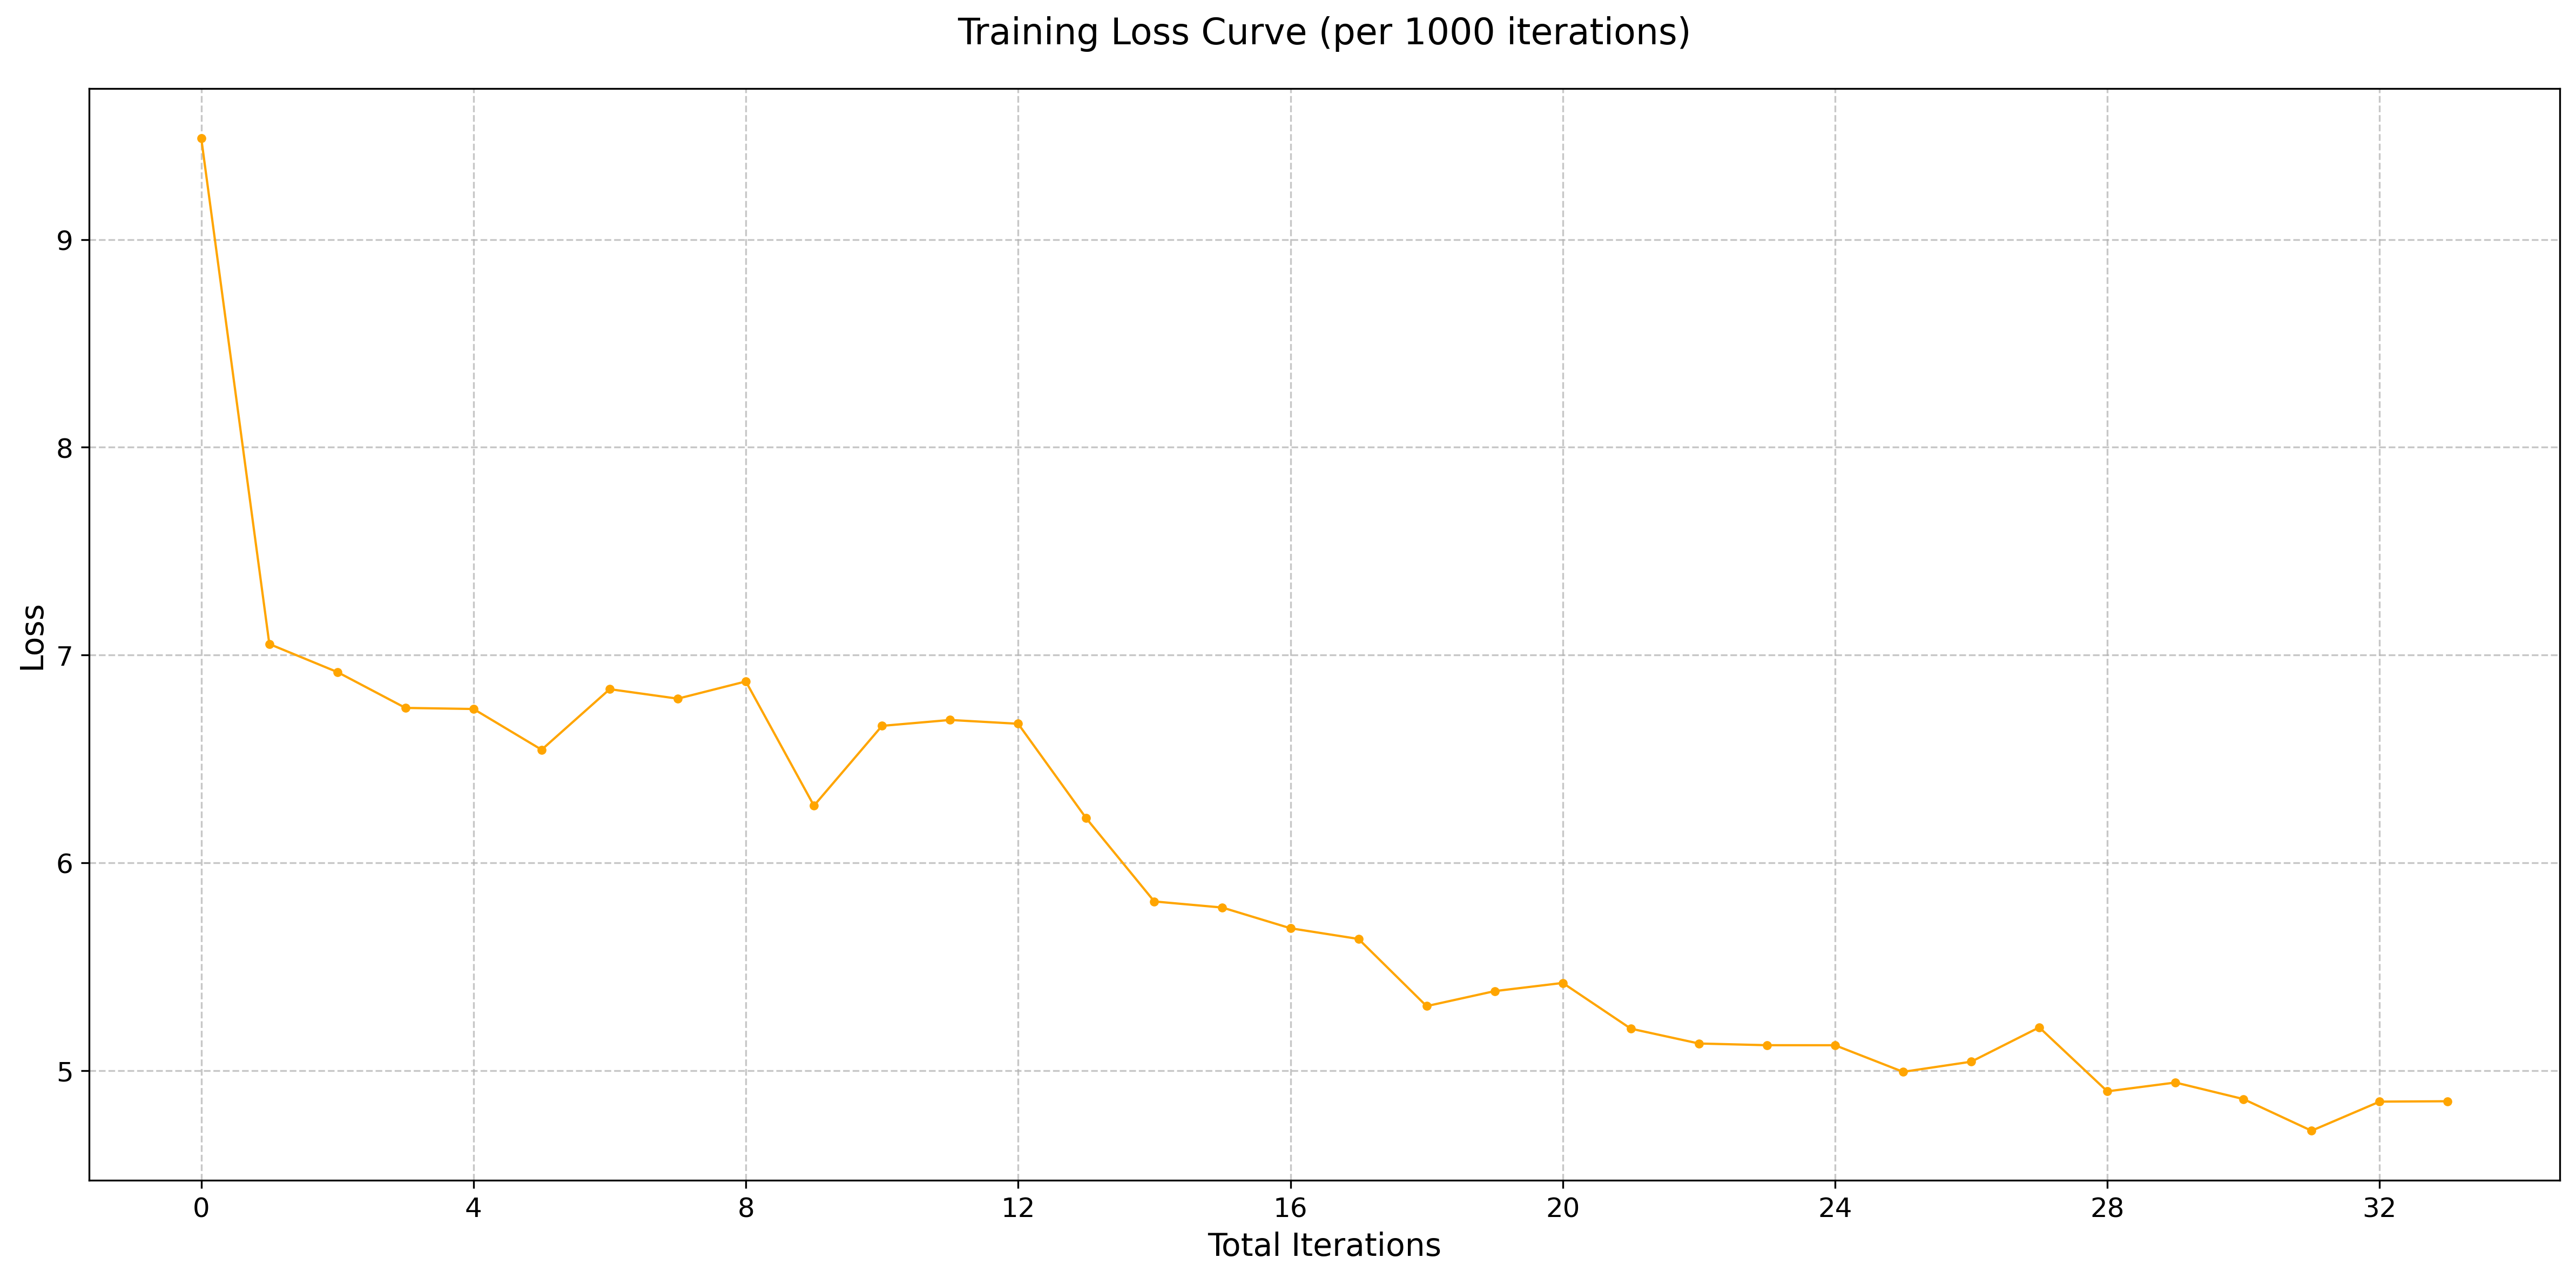 Training Loss Curve (per 1000 iterations)
Loss
9
8
7
6
5
0 4 8 12 16 20 24 28 32
Total Iterations